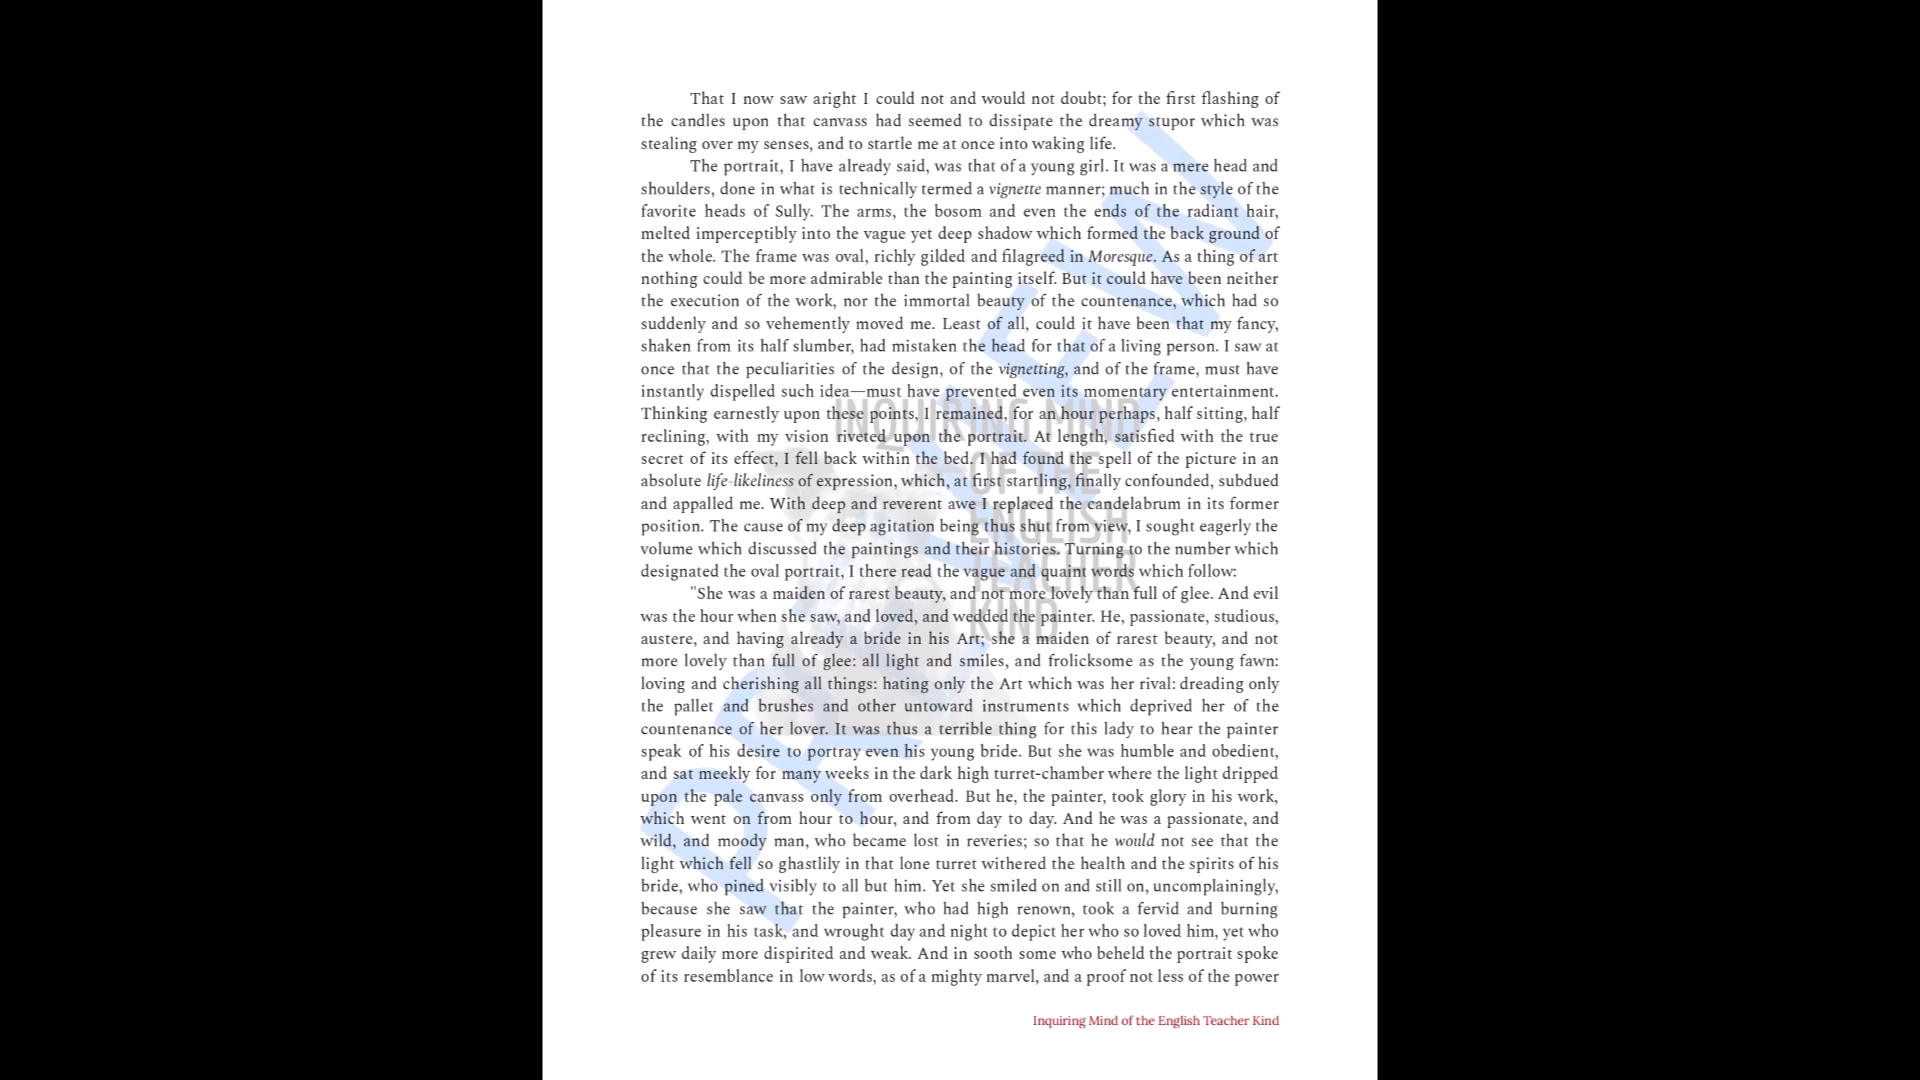 That I now saw aright I could not and would not doubt; for the first flashing of
the candles upon that canvass had seemed to dissipate the dreamy stupor which was
stealing over my senses, and to startle me at once into waking life.
The portrait, I have already said, was that of a young girl. It was a mere head and
shoulders, done in what is technically termed a vignette manner; much in the style of the
favorite heads of Sully. The arms, the bosom and even the ends of the radiant hair,
melted imperceptibly into the vague yet deep shadow which formed the back ground of
the whole. The frame was oval, richly gilded and filagreed in Moresque. As a thing of art
nothing could be more admirable than the painting itself. But it could have been neither
the execution of the work, nor the immortal beauty of the countenance, which had so
suddenly and so vehemently moved me. Least of all, could it have been that my fancy,
shaken from its half slumber, had mistaken the head for that of a living person. I saw at
once that the peculiarities of the design, of the vignetting, and of the frame, must have
instantly dispelled such idea—must have prevented even its momentary entertainment.
Thinking earnestly upon these points, I remained, for an hour perhaps, half sitting, half
reclining, with my vision riveted upon the portrait. At length, satisfied with the true
secret of its effect, I fell back within the bed. I had found the spell of the picture in an
absolute life-likeliness of expression, which, at first startling, finally confounded, subdued
and appalled me. With deep and reverent awe I replaced the candelabrum in its former
position. The cause of my deep agitation being thus shut from view, I sought eagerly the
volume which discussed the paintings and their histories. Turning to the number which
designated the oval portrait, I there read the vague and quaint words which follow:
"She was a maiden of rarest beauty, and not more lovely than full of glee. And evil
was the hour when she saw, and loved, and wedded the painter. He, passionate, studious,
austere, and having already a bride in his Art; she a maiden of rarest beauty, and not
more lovely than full of glee: all light and smiles, and frolicksome as the young fawn:
loving and cherishing all things: hating only the Art which was her rival: dreading only
the pallet and brushes and other untoward instruments which deprived her of the
countenance of her lover. It was thus a terrible thing for this lady to hear the painter
speak of his desire to portray even his young bride. But she was humble and obedient,
and sat meekly for many weeks in the dark high turret-chamber where the light dripped
upon the pale canvass only from overhead. But he, the painter, took glory in his work,
which went on from hour to hour, and from day to day. And he was a passionate, and
wild, and moody man, who became lost in reveries; so that he would not see that the
light which fell so ghastlily in that lone turret withered the health and the spirits of his
bride, who pined visibly to all but him. Yet she smiled on and still on, uncomplainingly,
because she saw that the painter, who had high renown, took a fervid and burning
pleasure in his task, and wrought day and night to depict her who so loved him, yet who
grew daily more dispirited and weak. And in sooth some who beheld the portrait spoke
of its resemblance in low words, as of a mighty marvel, and a proof not less of the power
Inquiring Mind of the English Teacher Kind
PREVIEW
INQUIRING MIND
OF THE
ENGLISH
TEACHER
KIND